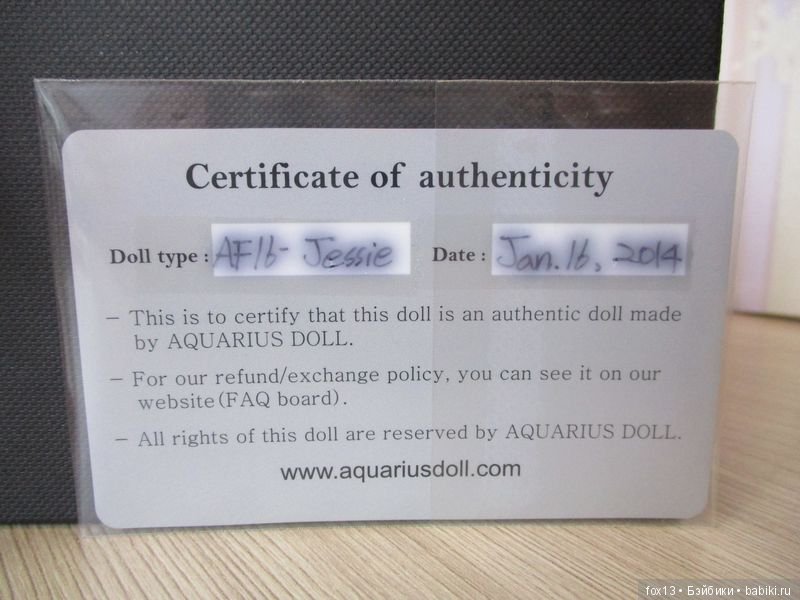 Certificate of authenticity
Doll type : AF16- Jessie Date : Jan. 16, 2014
– This is to certify that this doll is an authentic doll made
by AQUARIUS DOLL.
– For our refund/exchange policy, you can see it on our
website(FAQ board).
– All rights of this doll are reserved by AQUARIUS DOLL.
www.aquariusdoll.com
fox13 • Бэйбики • babiki.ru